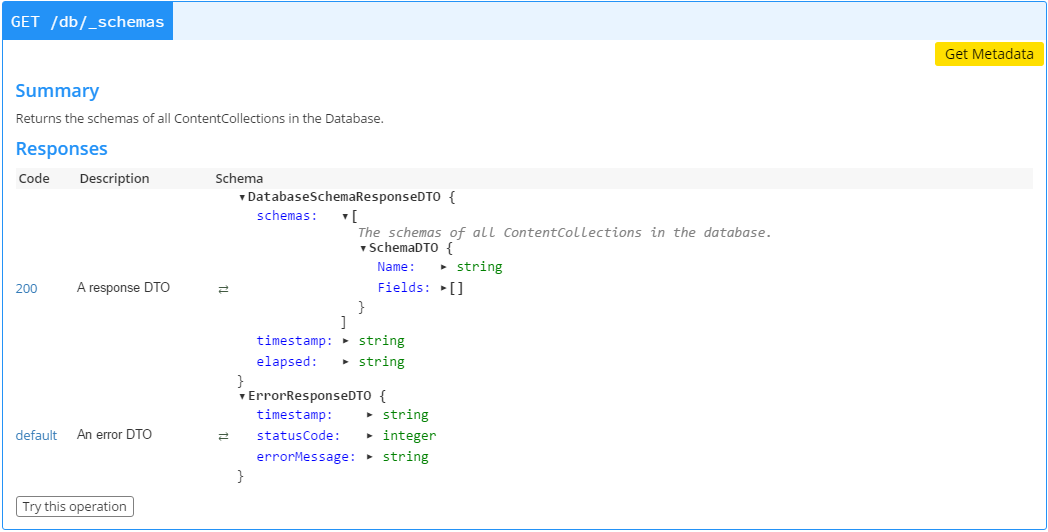 GET /db/_schemas
Get Metadata
Summary
Returns the schemas of all ContentCollections in the Database.
Responses
Code Description Schema
▾DatabaseSchemaResponseDTO {
schemas: ▾[
The schemas of all ContentCollections in the database.
▾SchemaDTO {
Name: ▸ string
Fields: ▸[]
200 A response DTO ⇄
}
]
timestamp: ▸ string
elapsed: ▸ string
}
▾ErrorResponseDTO {
timestamp: ▸ string
default An error DTO ⇄ statusCode: ▸ integer
errorMessage: ▸ string
}
Try this operation